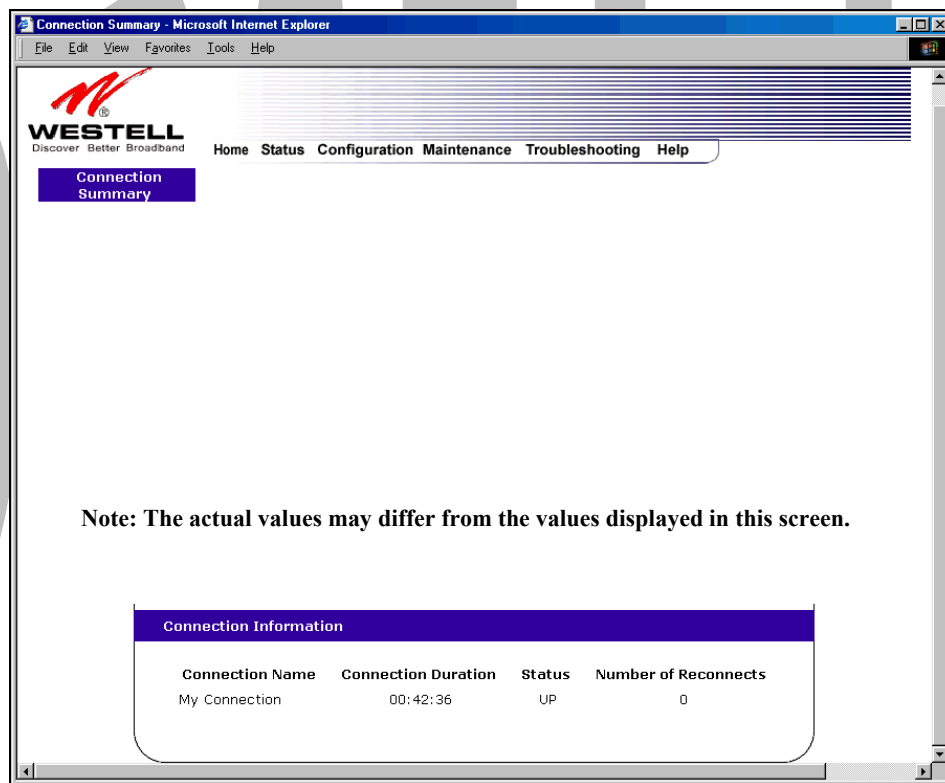 Connection Summary - Microsoft Internet Explorer
File Edit View Favorites Tools Help
®
WESTELL
Discover Better Broadband
Home Status Configuration Maintenance Troubleshooting Help
Connection
Summary
Note: The actual values may differ from the values displayed in this screen.
Connection Information
Connection Name Connection Duration Status Number of Reconnects
My Connection 00:42:36 UP 0